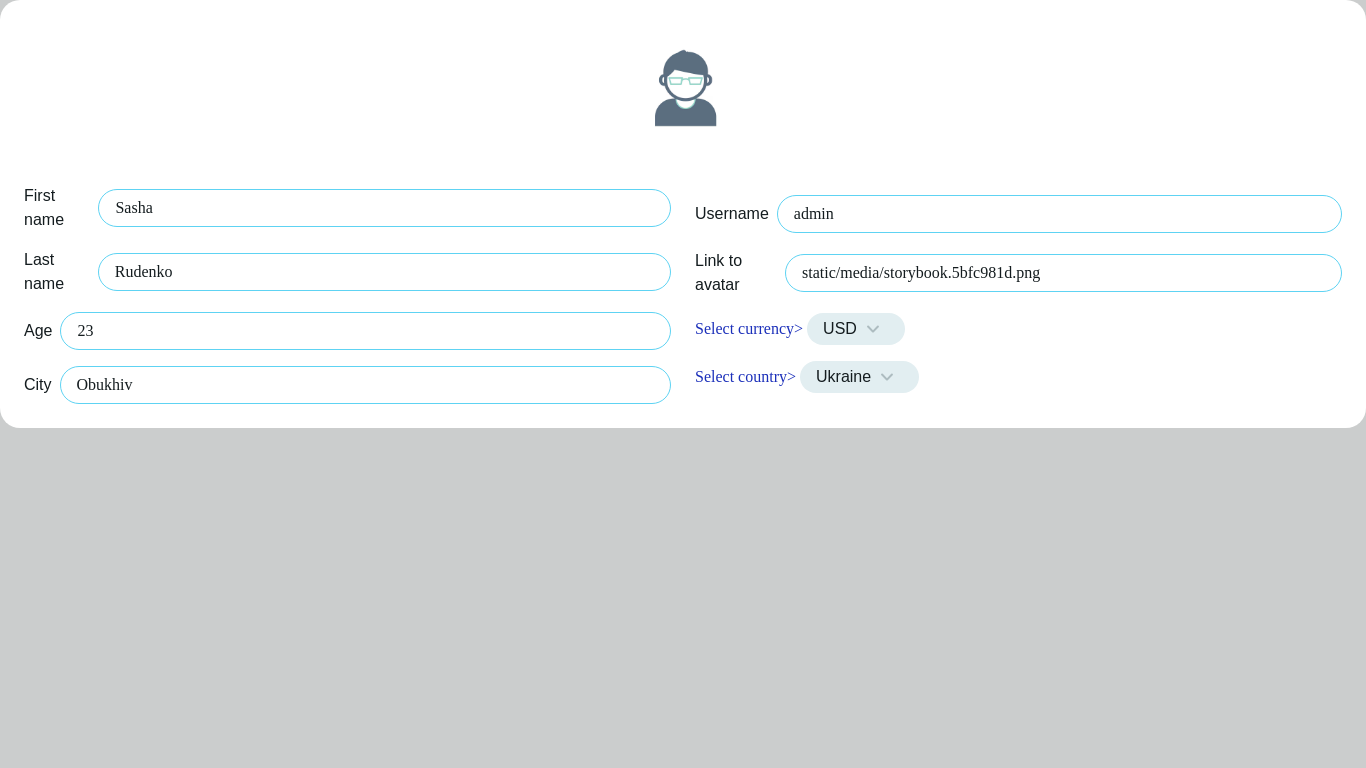 First
name
Sasha
Last
name
Rudenko
Age
23
City
Obukhiv
Username
admin
Link to
avatar
static/media/storybook.5bfc981d.png
Select currency>
USD
Select country>
Ukraine